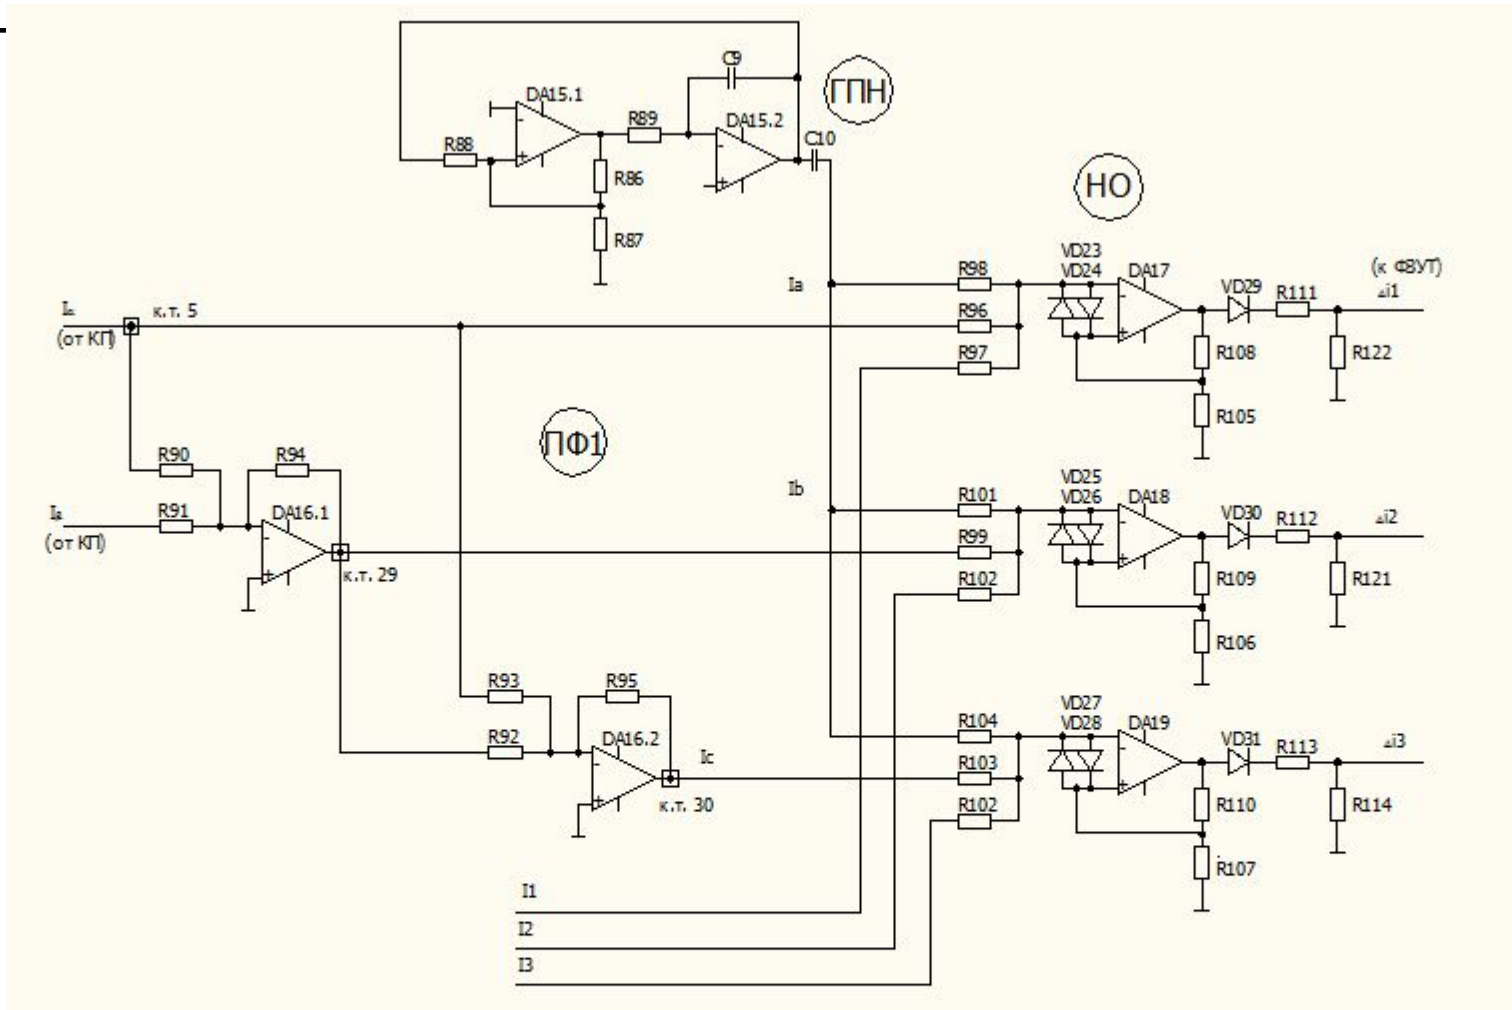 C9
ГПН
DA15.1
R89
DA15.2
C10
R88
R86
R87
НО
VD23
VD24
DA17
(к ФВУТ)
Ia
R98
VD29
R111
Δi1
к.т. 5
(от КП)
R96
R97
R108
R122
R105
ПФ1
R90
R94
R91
DA16.1
(от КП)
к.т. 29
Ib
R101
VD25
VD26
DA18
VD30
R112
Δi2
R99
R102
R109
R121
R106
R93
R95
R92
DA16.2
Ic
к.т. 30
R104
VD27
VD28
DA19
VD31
R113
Δi3
R103
R102
R110
R114
R107
I1
I2
I3